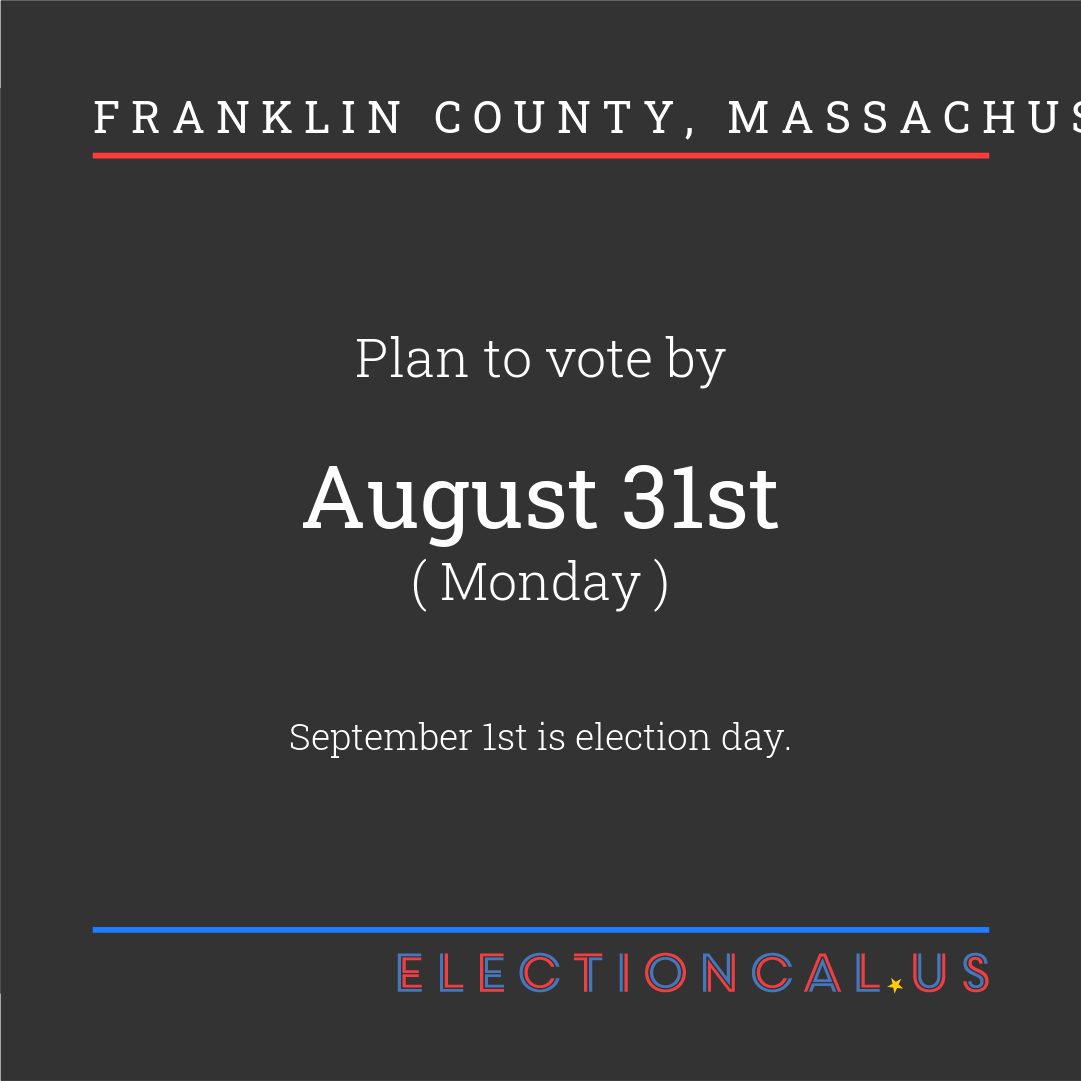 FRANKLIN COUNTY, MASSACHUS
Plan to vote by
August 31st
( Monday )
September 1st is election day.
ELECTIONCAL.US